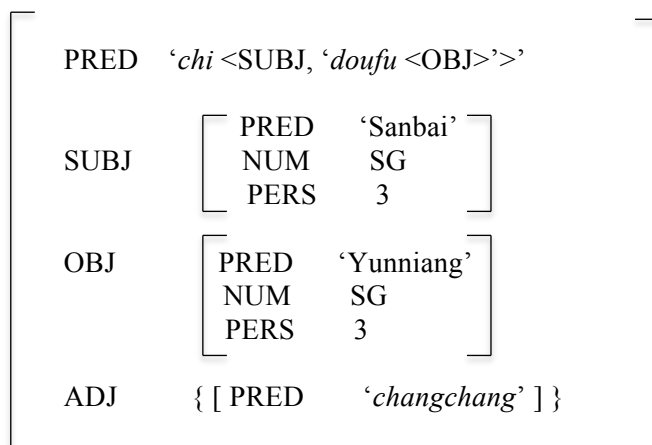 PRED ‘chi <SUBJ, ‘doufu <OBJ>’>’
PRED ‘Sanbai’
SUBJ NUM SG
PERS 3
OBJ PRED ‘Yunniang’
NUM SG
PERS 3
ADJ { [ PRED ‘changchang’ ] }